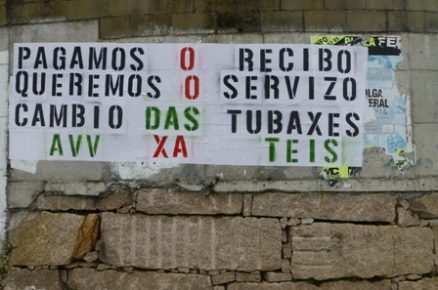 PAGAMOS O RECIBO
QUEREMOS O SERVIZO
CAMBIO DAS TUBAXES
AVV XA TEIS